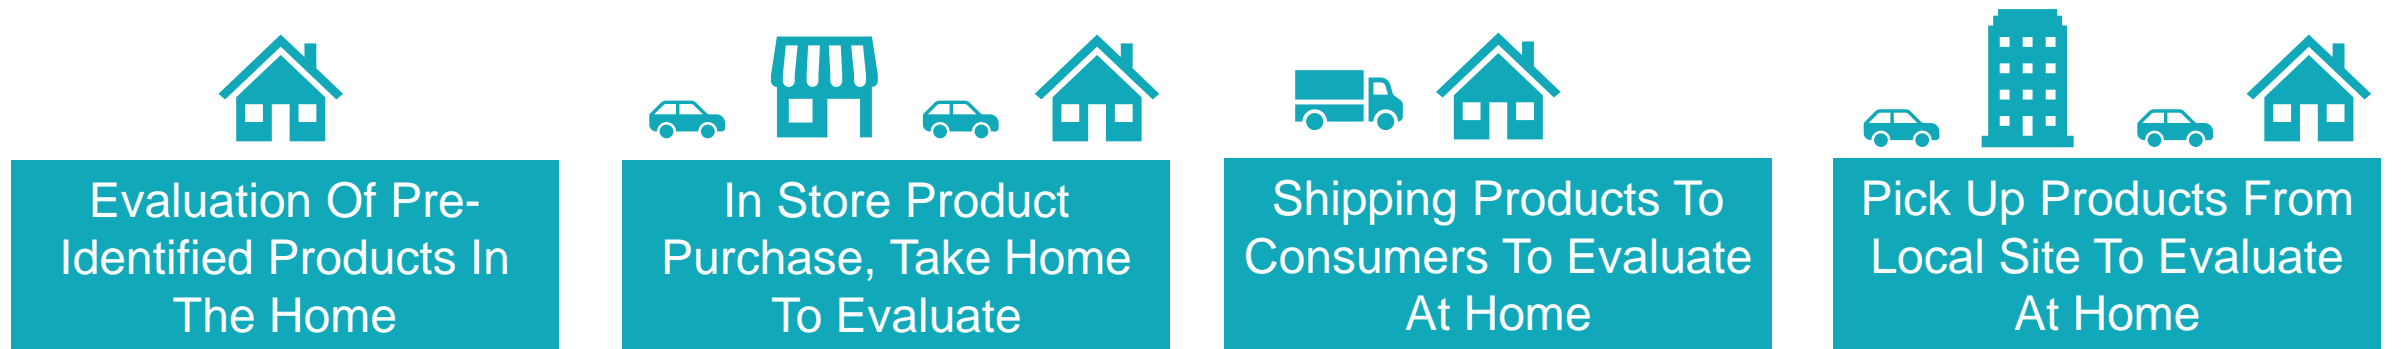 Evaluation Of Pre-
Identified Products In
The Home
In Store Product
Purchase, Take Home
To Evaluate
Shipping Products To
Consumers To Evaluate
At Home
Pick Up Products From
Local Site To Evaluate
At Home